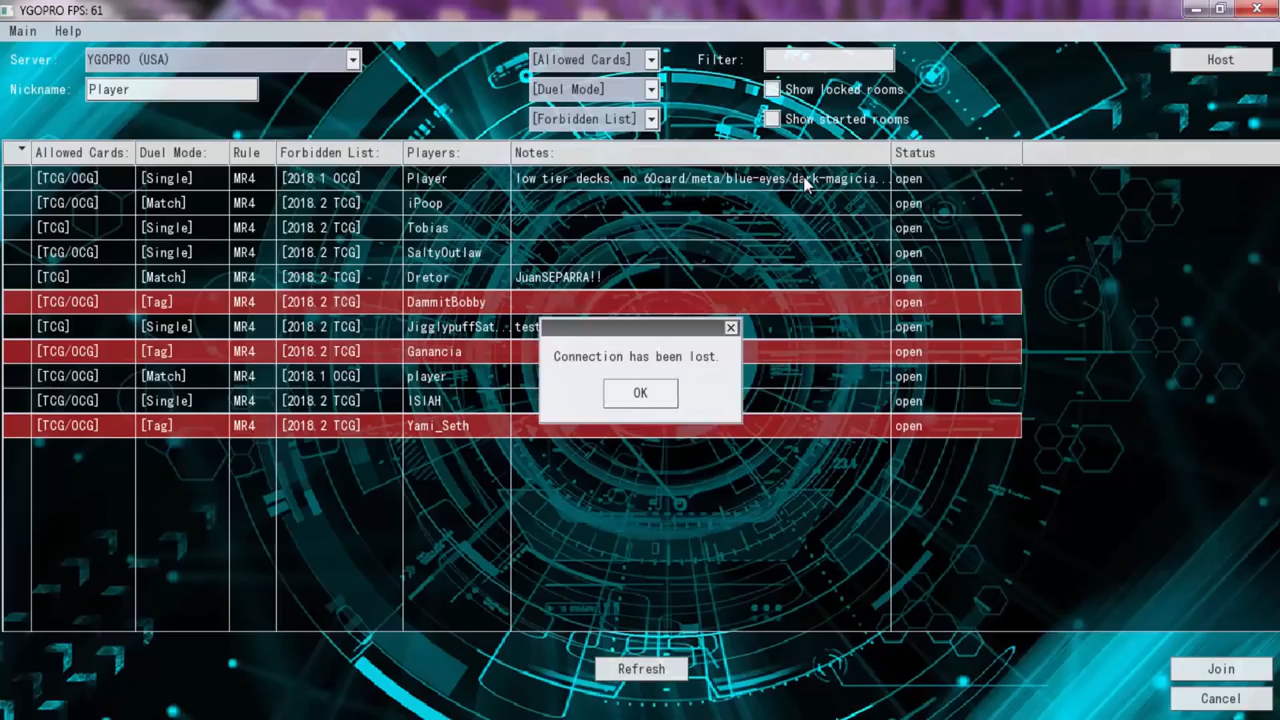 YGOPRO FPS: 61
Main Help
Server: YGOPRO (USA) [Allowed Cards] Filter: Host
Nickname: Player [Duel Mode] Show locked rooms
[Forbidden List] Show started rooms
Allowed Cards: Duel Mode: Rule Forbidden List: Players: Notes: Status
[TCG/OCG] [Single] MR4 [2018.1 OCG] Player low tier decks, no 60card/meta/blue-eyes/dark-magicia... open
[TCG/OCG] [Match] MR4 [2018.2 TCG] iPoop open
[TCG] [Single] MR4 [2018.2 TCG] Tobias open
[TCG/OCG] [Single] MR4 [2018.2 TCG] SaltyOutlaw open
[TCG] [Match] MR4 [2018.2 TCG] Dretor JuanSEPARRA!! open
[TCG/OCG] [Tag] MR4 [2018.2 TCG] DammitBobby open
[TCG] [Single] MR4 [2018.2 TCG] JigglypuffSat... test open
[TCG/OCG] [Tag] MR4 [2018.2 TCG] Ganancia open
[TCG/OCG] [Match] MR4 [2018.1 OCG] player open
[TCG/OCG] [Single] MR4 [2018.2 TCG] ISIAH open
[TCG/OCG] [Tag] MR4 [2018.2 TCG] Yami_Seth open
Connection has been lost.
OK
Refresh
Join
Cancel